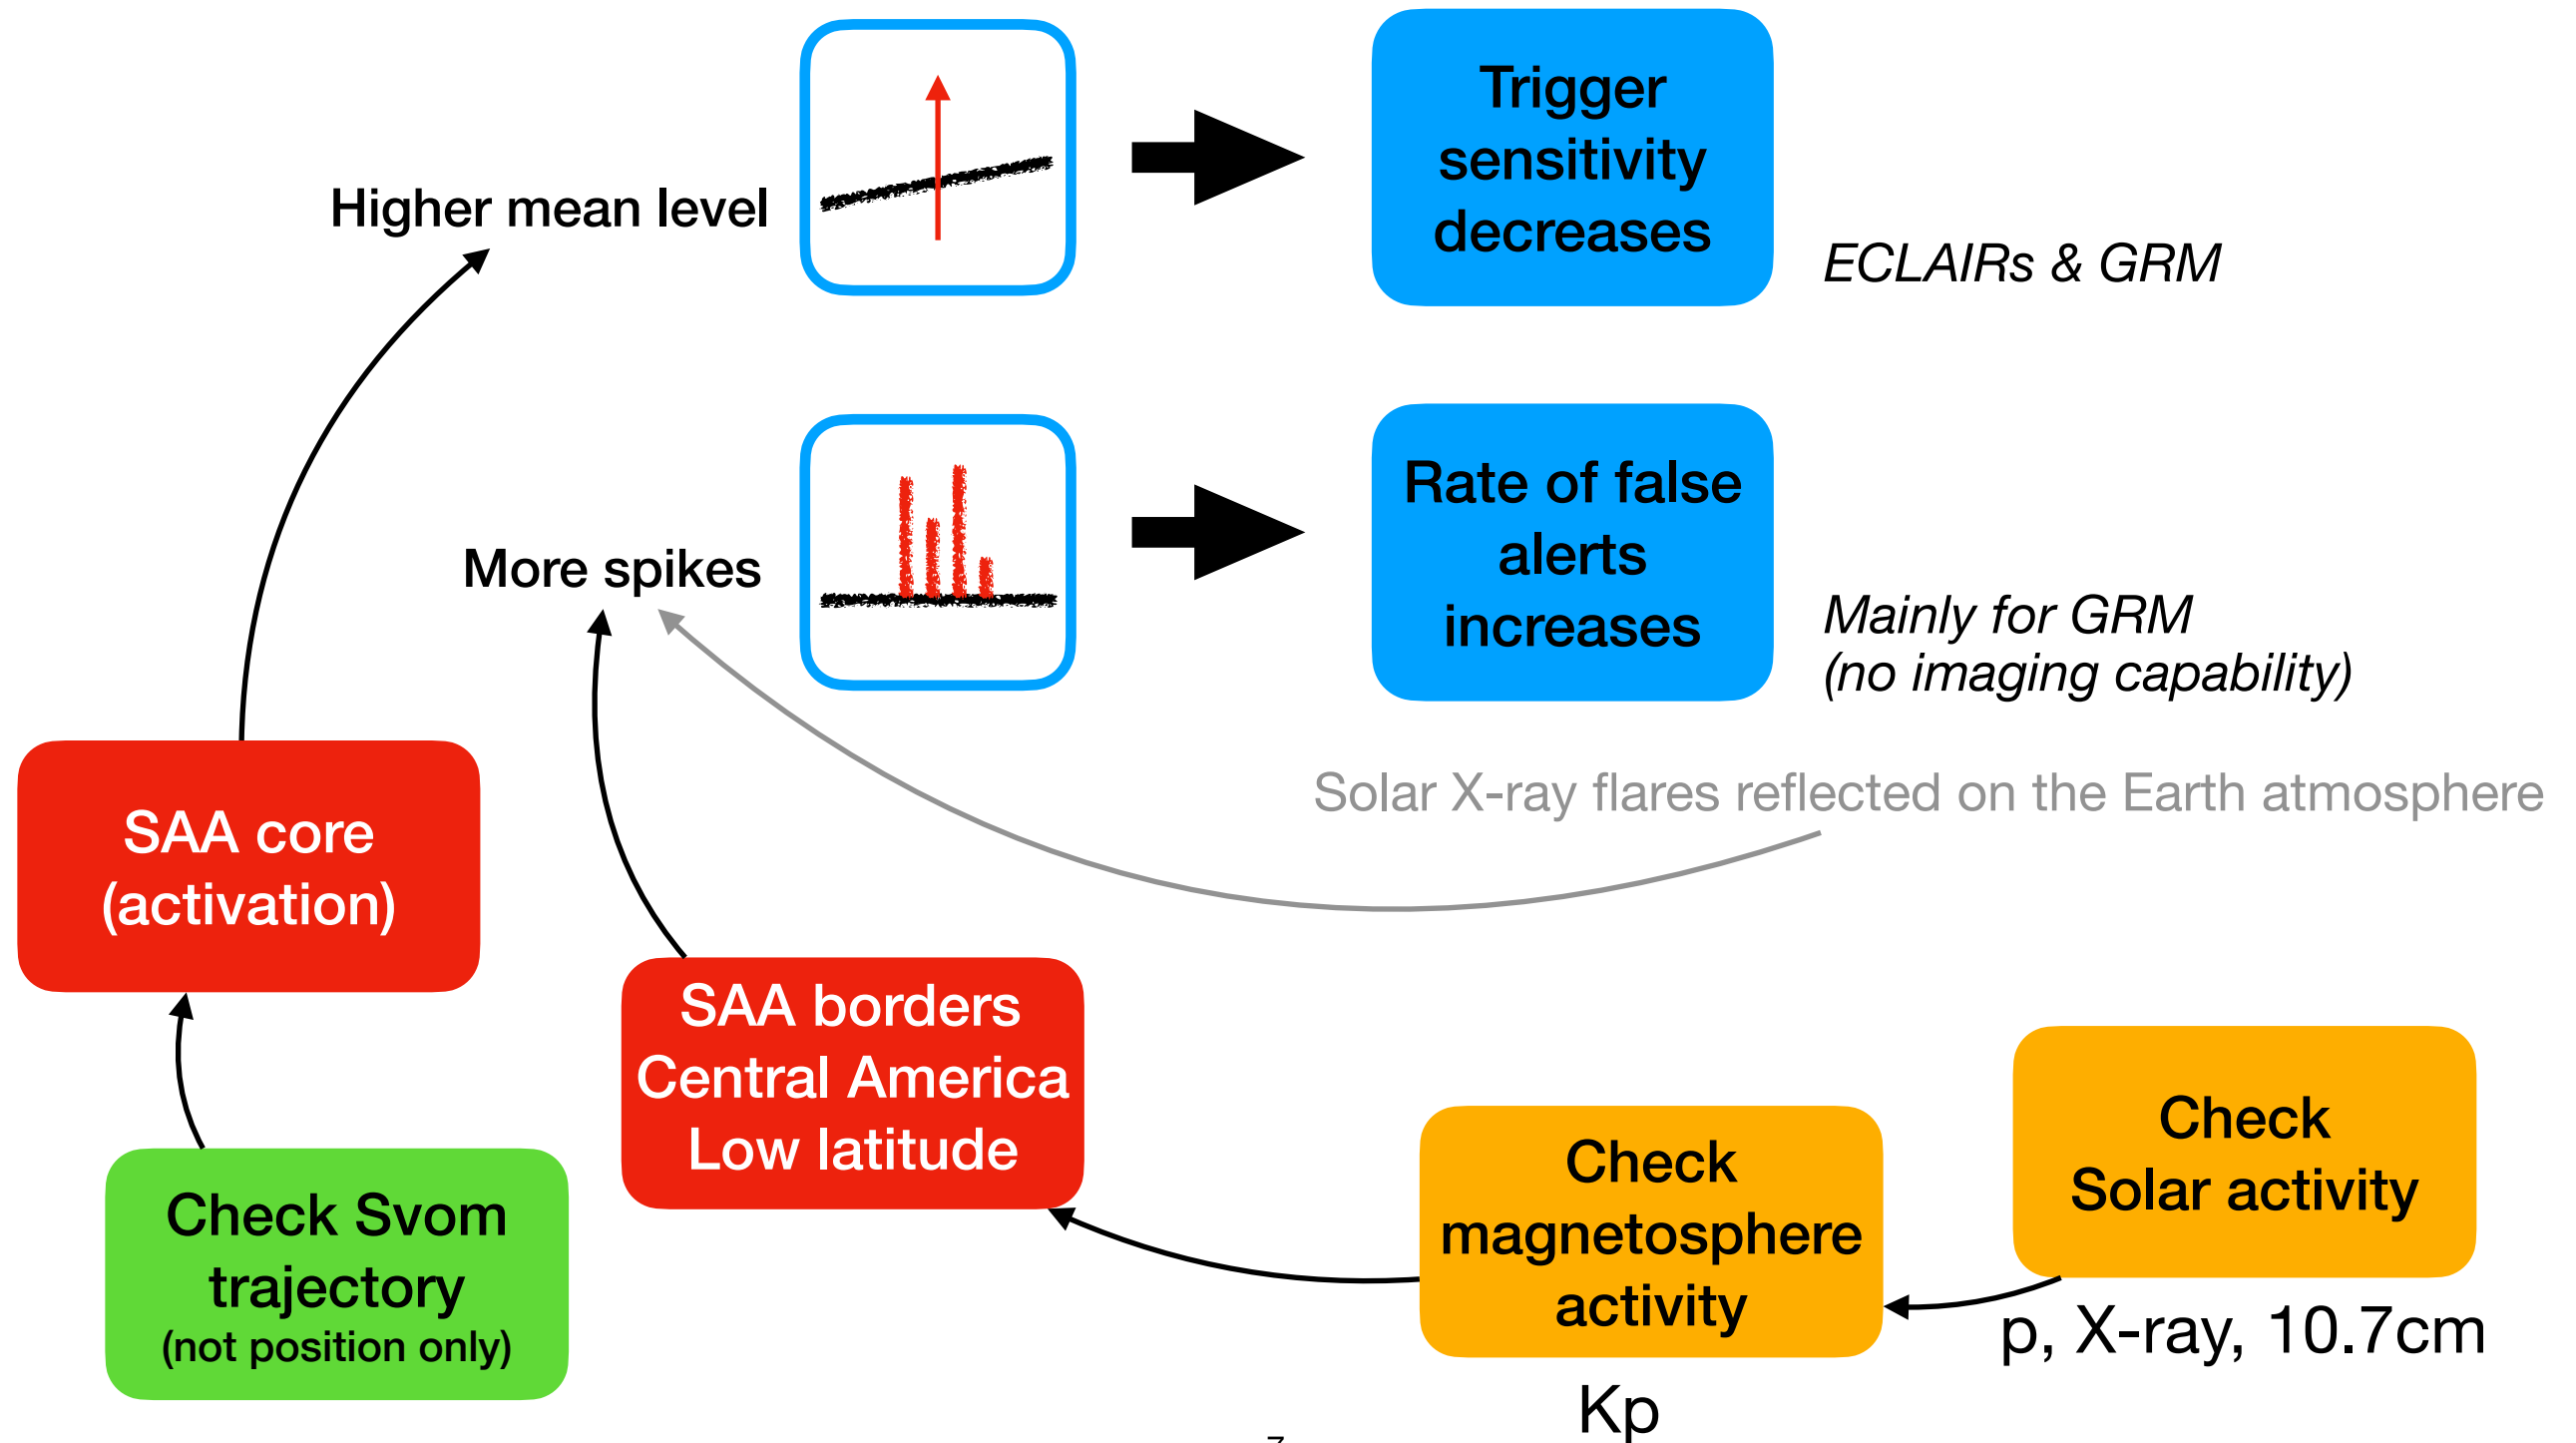 Trigger
sensitivity
decreases
Higher mean level
ECLAIRs & GRM
Rate of false
alerts
increases
More spikes
Mainly for GRM
(no imaging capability)
Solar X-ray flares reflected on the Earth atmosphere
SAA core
(activation)
SAA borders
Central America
Low latitude
Check
Solar activity
Check
magnetosphere
activity
Check Svom
trajectory
(not position only)
p, X-ray, 10.7cm
Kp